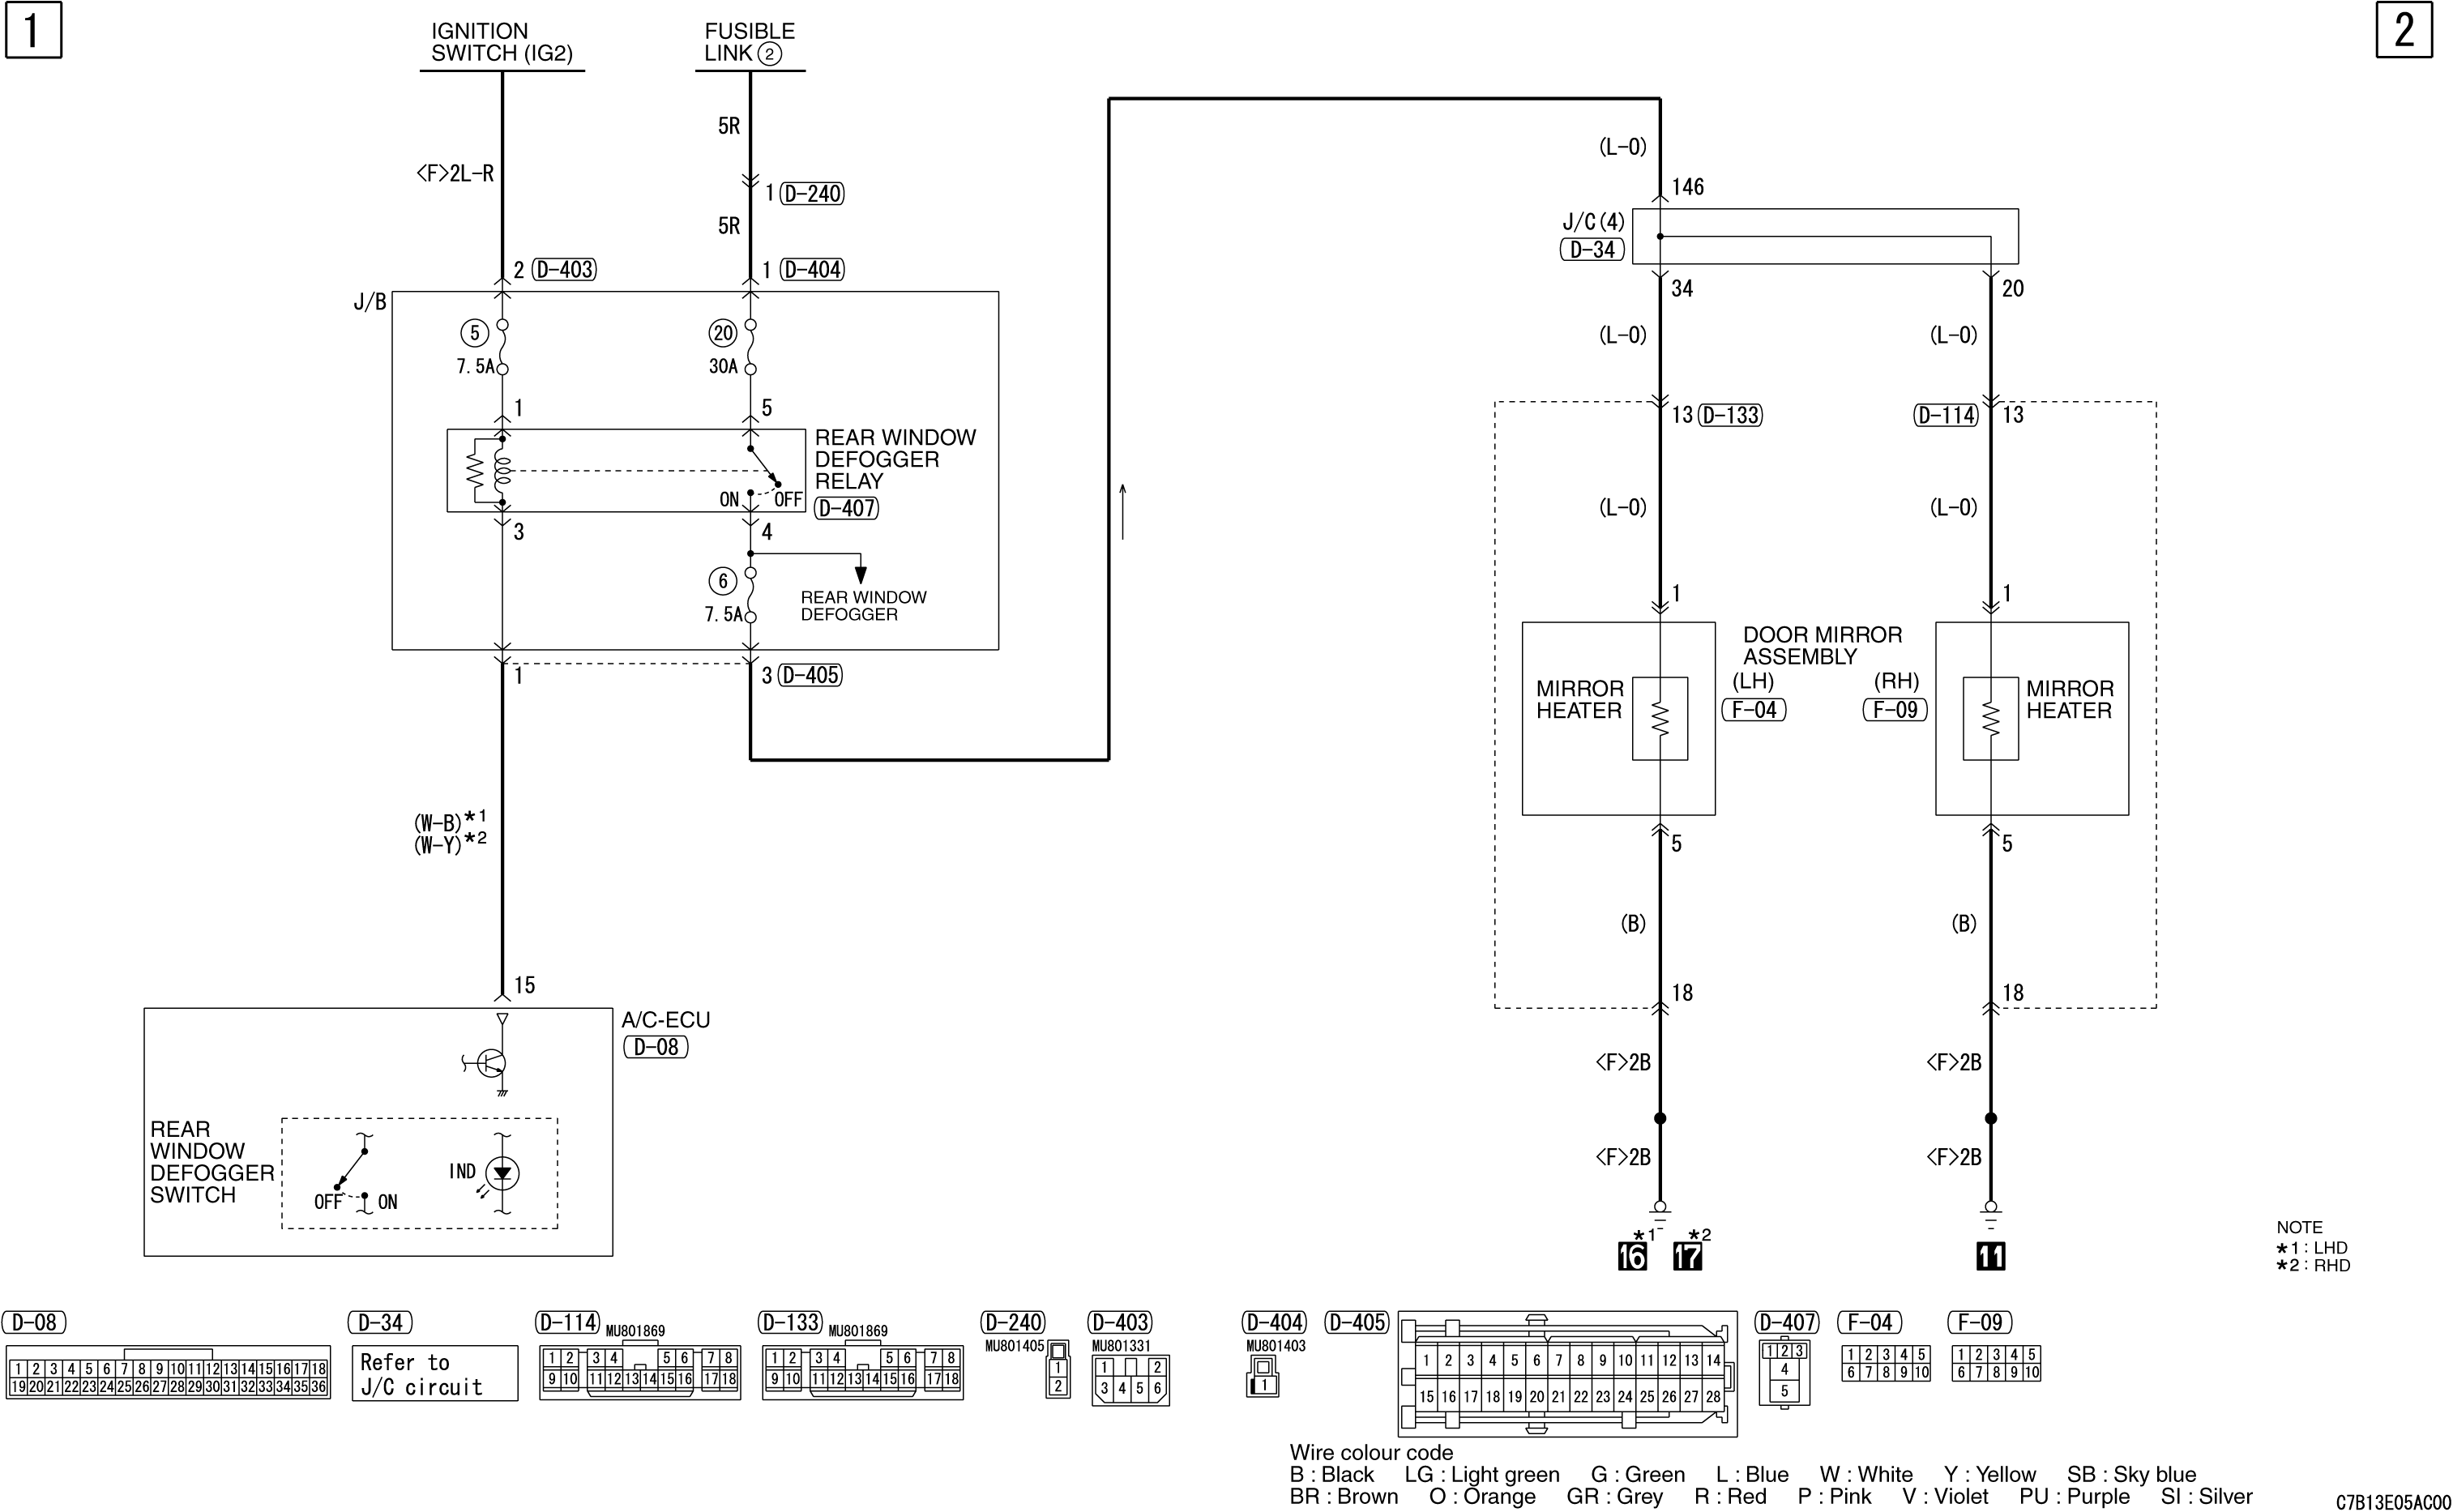 1
2
IGNITION
SWITCH (IG2)
FUSIBLE
LINK ②
5R
<F>2L-R
1 D-240
5R
2 D-403
1 D-404
J/B
5
7.5A
20
30A
1
5
REAR WINDOW
DEFOGGER
RELAY
D-407
ON
OFF
3
4
6
7.5A
REAR WINDOW
DEFOGGER
1
3 D-405
(W-B)*1
(W-Y)*2
15
A/C-ECU
D-08
REAR
WINDOW
DEFOGGER
SWITCH
OFF
ON
IND
(L-O)
146
J/C(4)
D-34
34
20
(L-O)
(L-O)
13 D-133
D-114 13
(L-O)
(L-O)
1
1
DOOR MIRROR
ASSEMBLY
(LH)
(RH)
F-04
F-09
MIRROR
HEATER
MIRROR
HEATER
5
5
(B)
(B)
18
18
<F>2B
<F>2B
<F>2B
<F>2B
*1
*2
16
17
11
NOTE
*1 : LHD
*2 : RHD
D-08
1 2 3 4 5 6 7 8 9 10 11 12 13 14 15 16 17 18
19 20 21 22 23 24 25 26 27 28 29 30 31 32 33 34 35 36
D-34
Refer to
J/C circuit
D-114 MU801869
1 2 3 4 5 6 7 8
9 10 11 12 13 14 15 16 17 18
D-133 MU801869
1 2 3 4 5 6 7 8
9 10 11 12 13 14 15 16 17 18
D-240
MU801405
1
2
D-403
MU801331
1 2
3 4 5 6
D-404
MU801403
1
D-405
1 2 3 4 5 6 7 8 9 10 11 12 13 14
15 16 17 18 19 20 21 22 23 24 25 26 27 28
D-407
1 2 3
4
5
F-04
1 2 3 4 5
6 7 8 9 10
F-09
1 2 3 4 5
6 7 8 9 10
Wire colour code
B : Black LG : Light green G : Green L : Blue W : White Y : Yellow SB : Sky blue
BR : Brown O : Orange GR : Grey R : Red P : Pink V : Violet PU : Purple SI : Silver
C7B13E05AC00